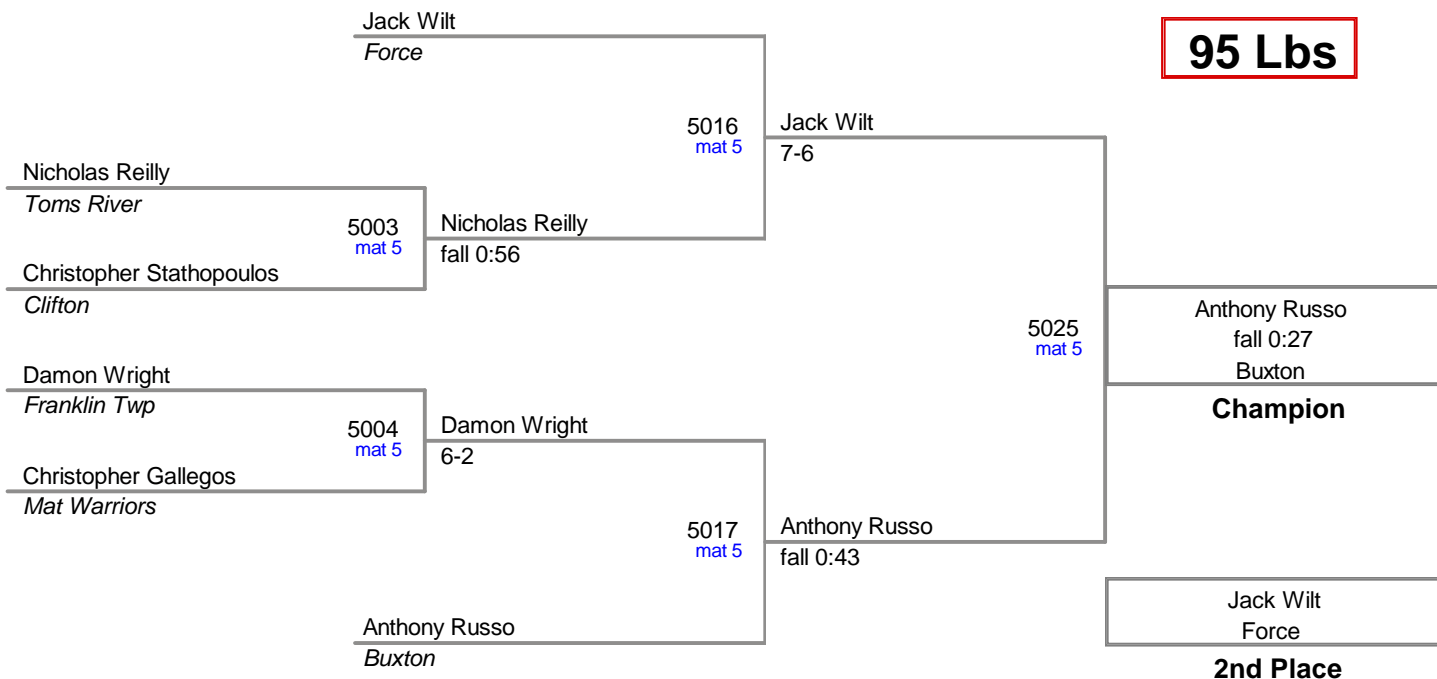 Jack Wilt
Force
95 Lbs
5016
mat 5
Jack Wilt
7-6
Nicholas Reilly
Toms River
5003
mat 5
Nicholas Reilly
fall 0:56
Christopher Stathopoulos
Clifton
5025
mat 5
Anthony Russo
fall 0:27
Buxton
Champion
Damon Wright
Franklin Twp
5004
mat 5
Damon Wright
6-2
Christopher Gallegos
Mat Warriors
5017
mat 5
Anthony Russo
fall 0:43
Anthony Russo
Buxton
Jack Wilt
Force
2nd Place